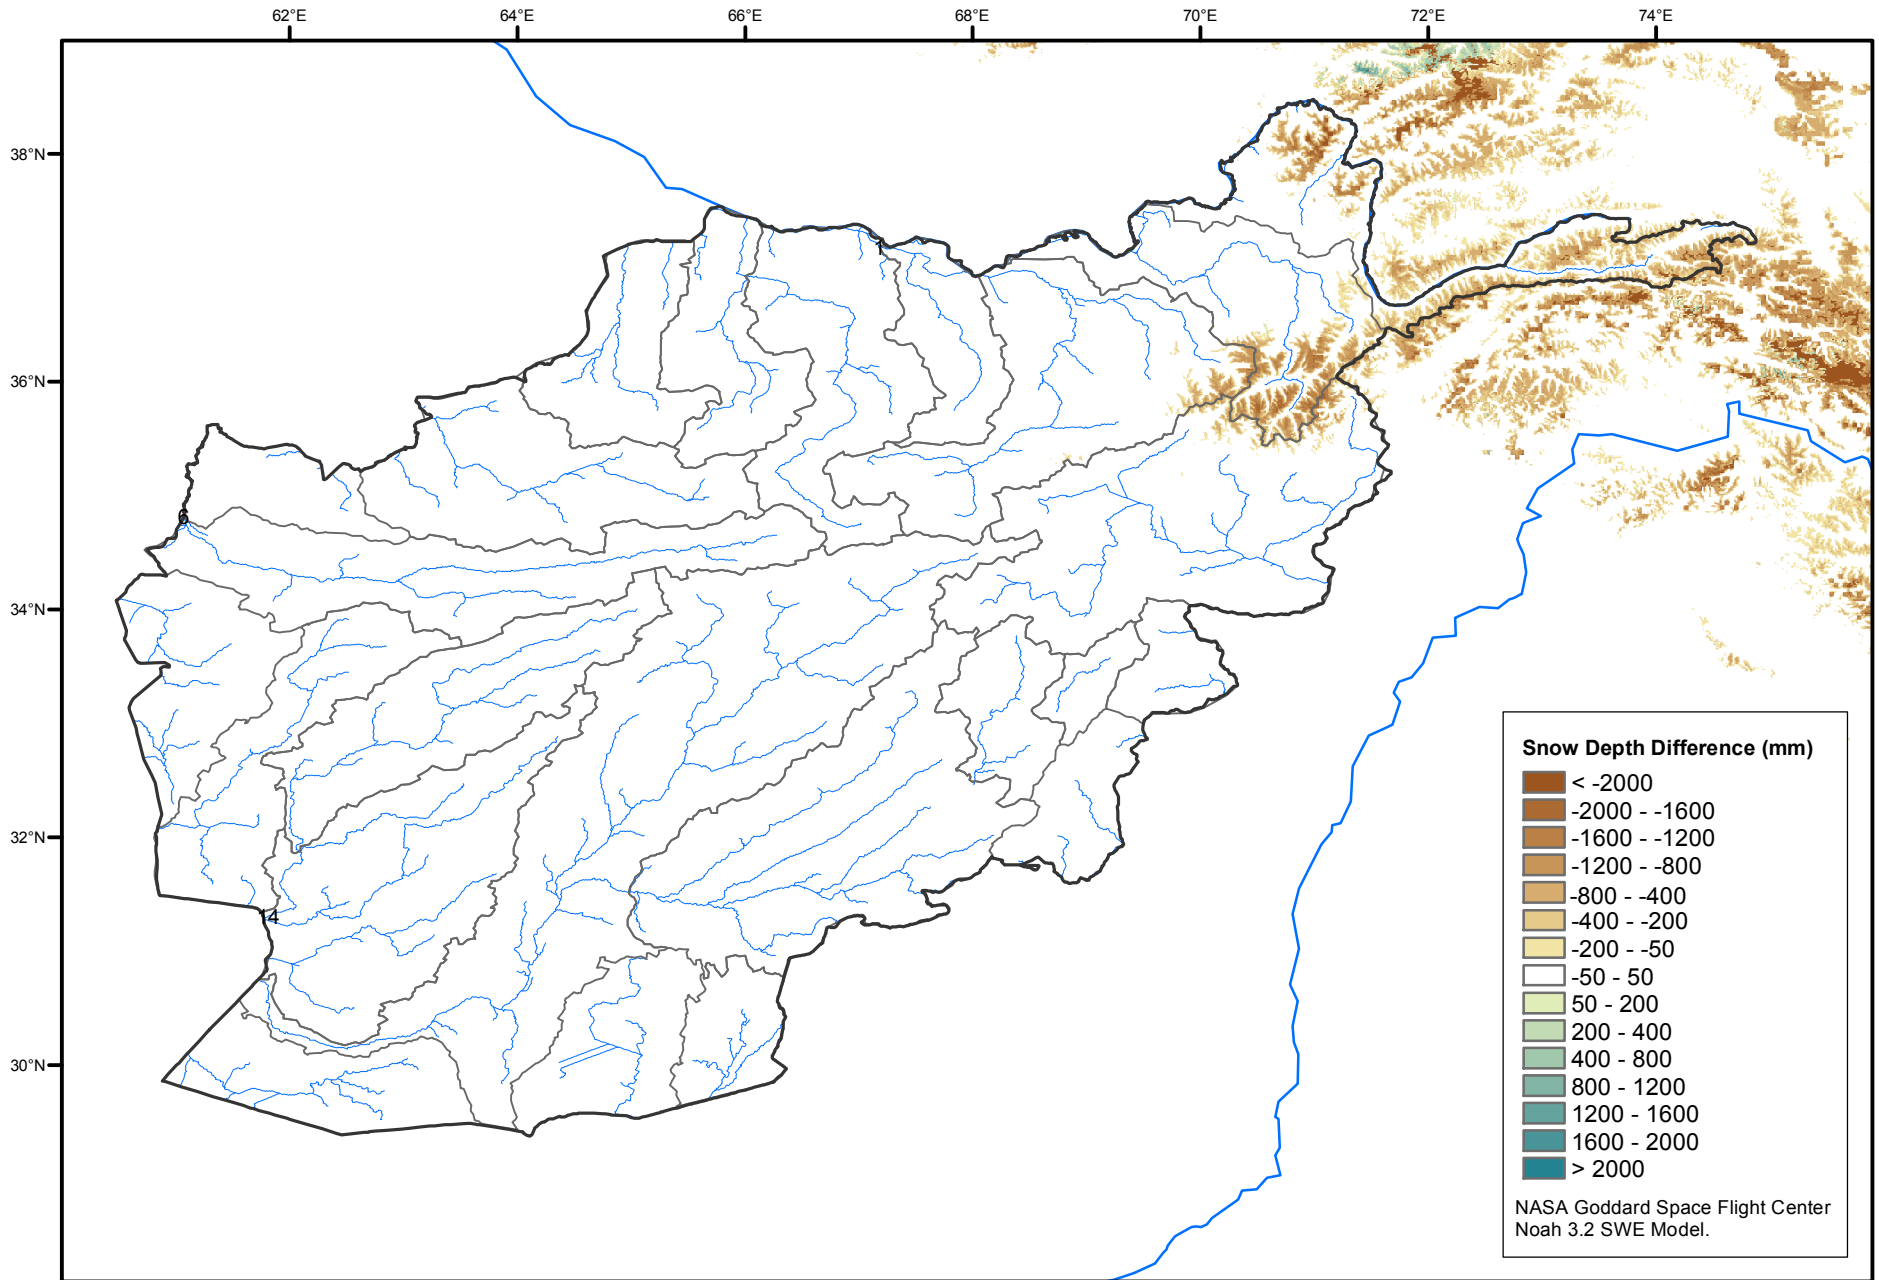 62°E 64°E 66°E 68°E 70°E 72°E 74°E
38°N
1
36°N
6
34°N
32°N
14
30°N
Snow Depth Difference (mm)
< -2000
-2000 - -1600
-1600 - -1200
-1200 - -800
-800 - -400
-400 - -200
-200 - -50
-50 - 50
50 - 200
200 - 400
400 - 800
800 - 1200
1200 - 1600
1600 - 2000
> 2000
NASA Goddard Space Flight Center
Noah 3.2 SWE Model.